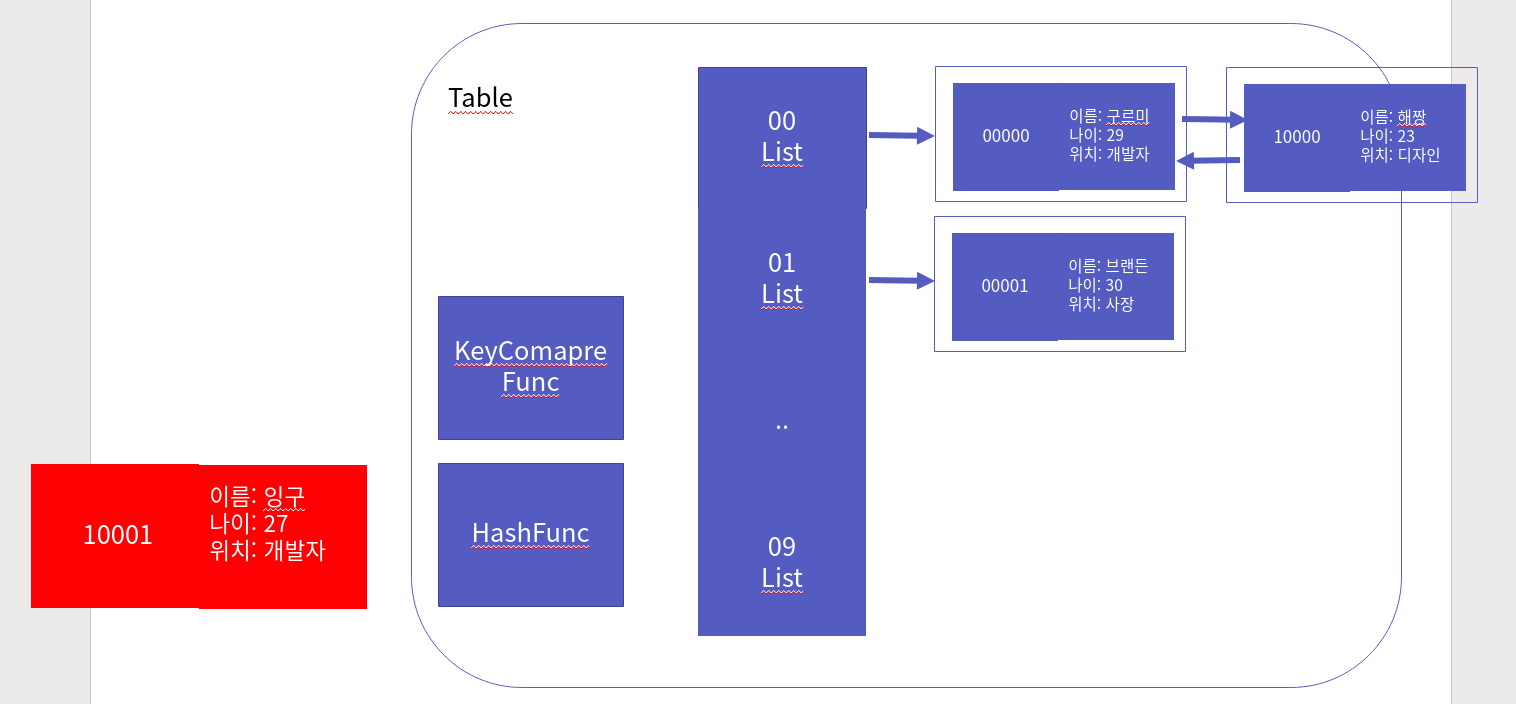 Table
00
List
00000
이름: 구르미
나이: 29
위치: 개발자
10000
이름: 해짱
나이: 23
위치: 디자인
01
List
00001
이름: 브랜든
나이: 30
위치: 사장
KeyComapre
Func
..
10001
이름: 잉구
나이: 27
위치: 개발자
HashFunc
09
List